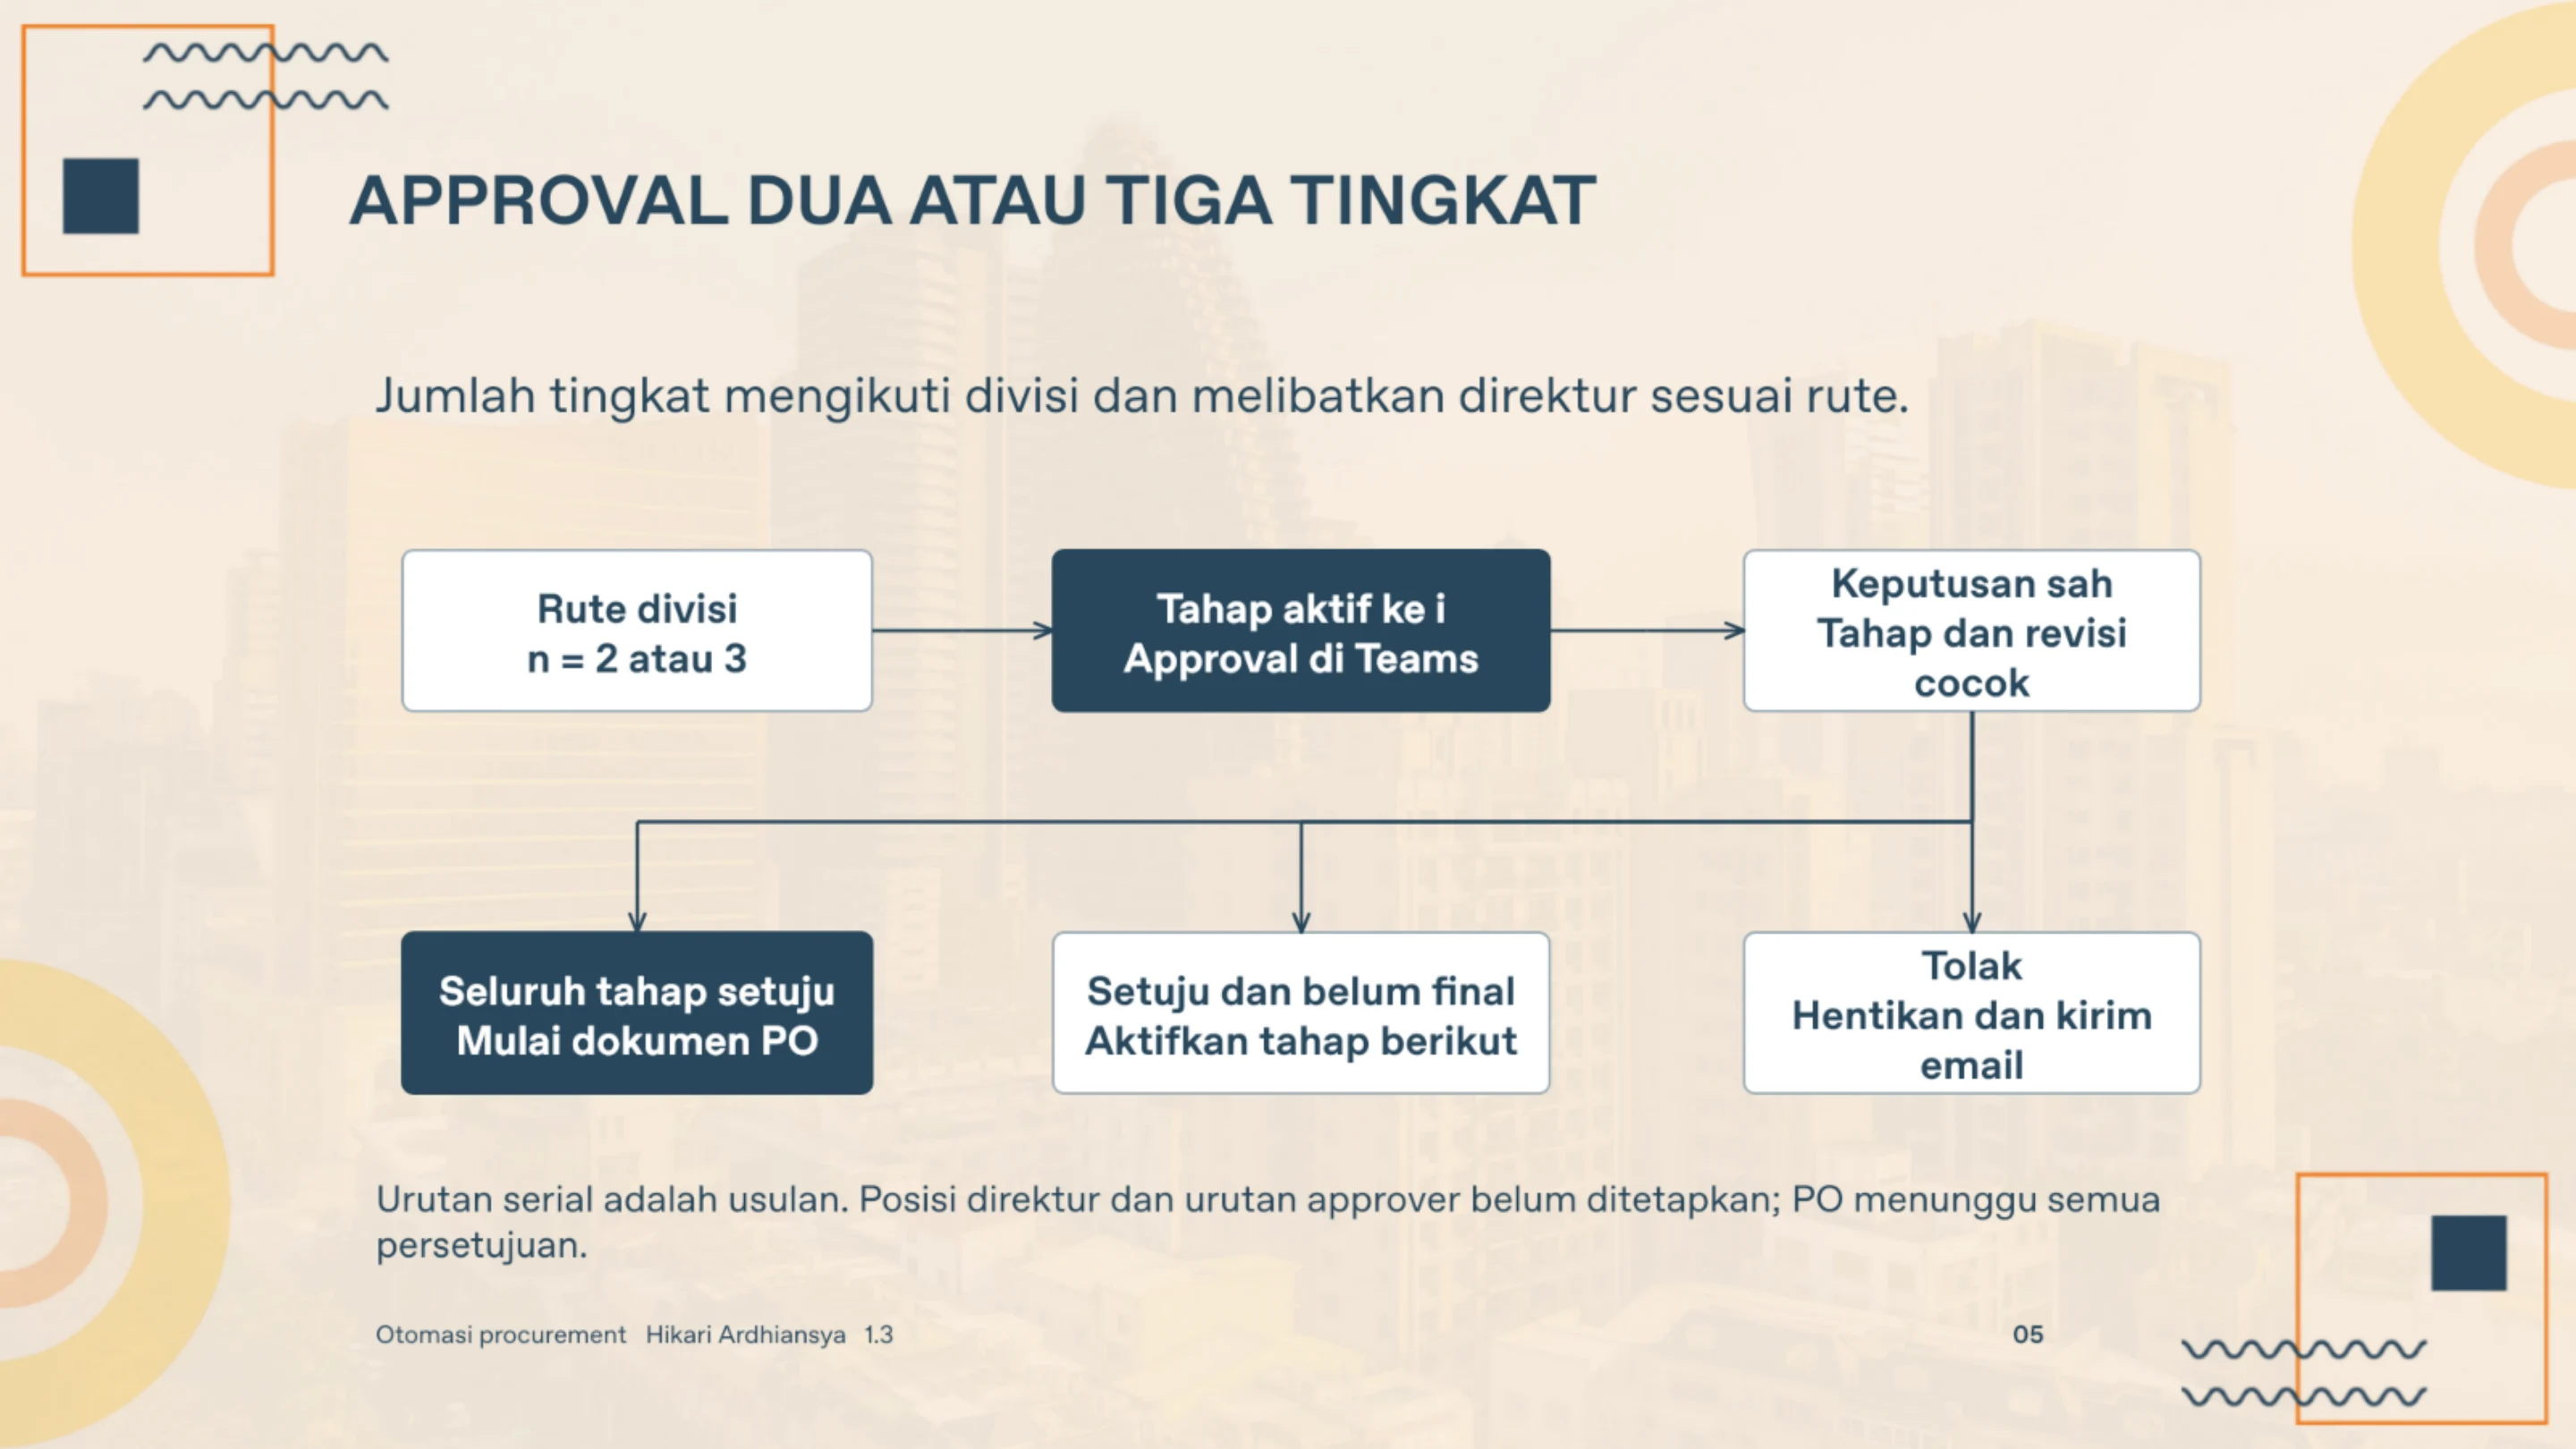 APPROVAL DUA ATAU TIGA TINGKAT
Jumlah tingkat mengikuti divisi dan melibatkan direktur sesuai rute.
Rute divisi
n = 2 atau 3
Tahap aktif ke i
Approval di Teams
Keputusan sah
Tahap dan revisi
cocok
Seluruh tahap setuju
Mulai dokumen PO
Setuju dan belum final
Aktifkan tahap berikut
Tolak
Hentikan dan kirim
email
Urutan serial adalah usulan. Posisi direktur dan urutan approver belum ditetapkan; PO menunggu semua
persetujuan.
Otomasi procurement Hikari Ardhiansya 1.3
05